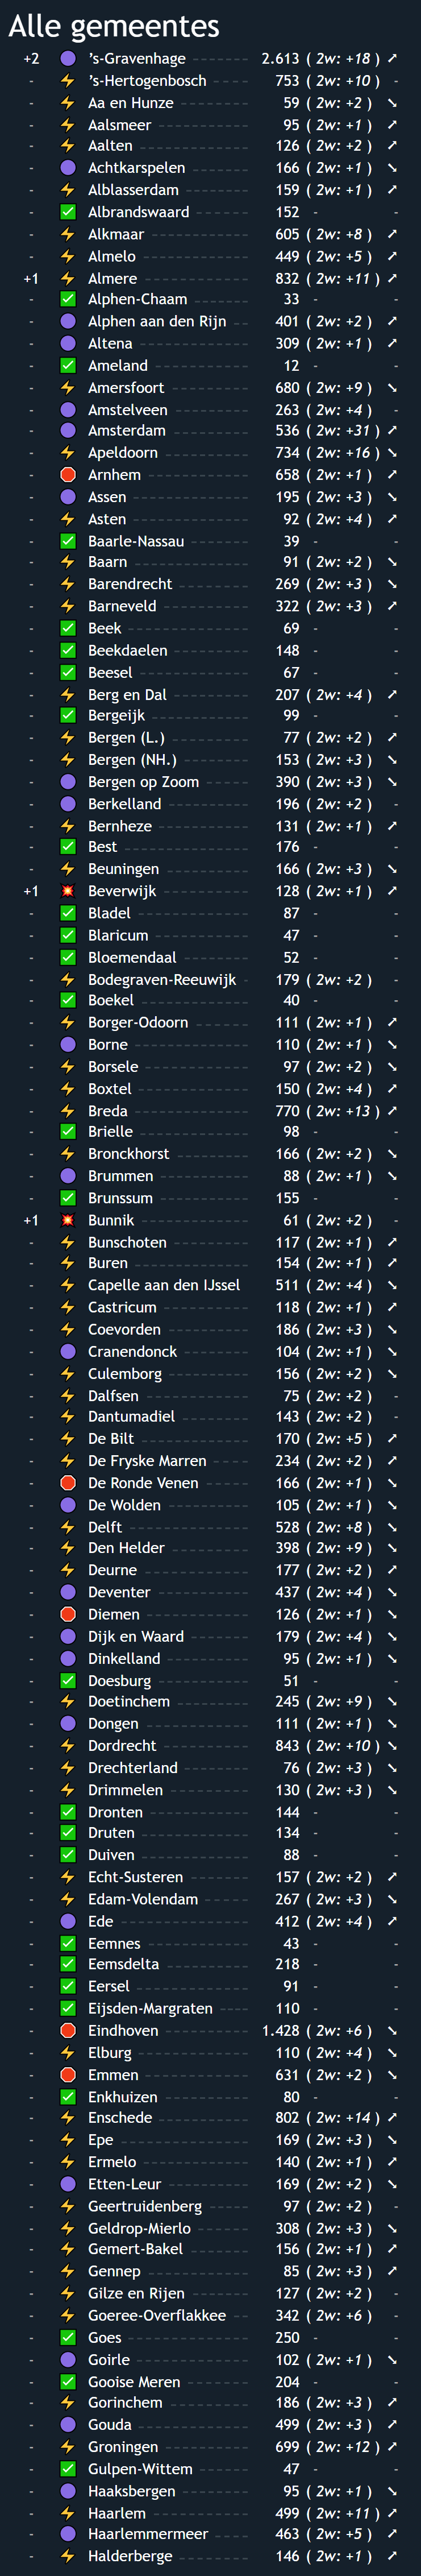 Alle gemeentes
+2 's-Gravenhage 2.613 ( 2w: +18 ) ➚
- 's-Hertogenbosch 753 ( 2w: +10 ) -
- Aa en Hunze 59 ( 2w: +2 ) ➘
- Aalsmeer 95 ( 2w: +1 ) ➚
- Aalten 126 ( 2w: +2 ) ➚
- Achtkarspelen 166 ( 2w: +1 ) ➘
- Alblasserdam 159 ( 2w: +1 ) ➚
- Albrandswaard 152 - -
- Alkmaar 605 ( 2w: +8 ) ➚
- Almelo 449 ( 2w: +5 ) ➚
+1 Almere 832 ( 2w: +11 ) ➚
- Alphen-Chaam 33 - -
- Alphen aan den Rijn 401 ( 2w: +2 ) ➚
- Altena 309 ( 2w: +1 ) ➚
- Ameland 12 - -
- Amersfoort 680 ( 2w: +9 ) ➘
- Amstelveen 263 ( 2w: +4 ) -
- Amsterdam 536 ( 2w: +31 ) ➚
- Apeldoorn 734 ( 2w: +16 ) ➘
- Arnhem 658 ( 2w: +1 ) ➚
- Assen 195 ( 2w: +3 ) ➘
- Asten 92 ( 2w: +4 ) ➚
- Baarle-Nassau 39 - -
- Baarn 91 ( 2w: +2 ) ➘
- Barendrecht 269 ( 2w: +3 ) ➘
- Barneveld 322 ( 2w: +3 ) ➚
- Beek 69 - -
- Beekdaelen 148 - -
- Beesel 67 - -
- Berg en Dal 207 ( 2w: +4 ) ➚
- Bergeijk 99 - -
- Bergen (L.) 77 ( 2w: +2 ) ➚
- Bergen (NH.) 153 ( 2w: +3 ) ➘
- Bergen op Zoom 390 ( 2w: +3 ) ➘
- Berkelland 196 ( 2w: +2 ) -
- Bernheze 131 ( 2w: +1 ) ➚
- Best 176 - -
- Beuningen 166 ( 2w: +3 ) ➘
+1 Beverwijk 128 ( 2w: +1 ) ➚
- Bladel 87 - -
- Blaricum 47 - -
- Bloemendaal 52 - -
- Bodegraven-Reeuwijk 179 ( 2w: +2 ) -
- Boekel 40 - -
- Borger-Odoorn 111 ( 2w: +1 ) ➚
- Borne 110 ( 2w: +1 ) ➘
- Borsele 97 ( 2w: +2 ) ➘
- Boxtel 150 ( 2w: +4 ) ➚
- Breda 770 ( 2w: +13 ) ➚
- Brielle 98 - -
- Bronckhorst 166 ( 2w: +2 ) ➘
- Brummen 88 ( 2w: +1 ) ➘
- Brunssum 155 - -
+1 Bunnik 61 ( 2w: +2 ) -
- Bunschoten 117 ( 2w: +1 ) ➚
- Buren 154 ( 2w: +1 ) ➚
- Capelle aan den IJssel 511 ( 2w: +4 ) ➘
- Castricum 118 ( 2w: +1 ) ➚
- Coevorden 186 ( 2w: +3 ) ➘
- Cranendonck 104 ( 2w: +1 ) ➘
- Culemborg 156 ( 2w: +2 ) ➘
- Dalfsen 75 ( 2w: +2 ) -
- Dantumadiel 143 ( 2w: +2 ) -
- De Bilt 170 ( 2w: +5 ) ➚
- De Fryske Marren 234 ( 2w: +2 ) ➚
- De Ronde Venen 166 ( 2w: +1 ) ➘
- De Wolden 105 ( 2w: +1 ) ➘
- Delft 528 ( 2w: +8 ) ➘
- Den Helder 398 ( 2w: +9 ) ➘
- Deurne 177 ( 2w: +2 ) ➚
- Deventer 437 ( 2w: +4 ) ➘
- Diemen 126 ( 2w: +1 ) ➘
- Dijk en Waard 179 ( 2w: +4 ) ➘
- Dinkelland 95 ( 2w: +1 ) ➘
- Doesburg 51 - -
- Doetinchem 245 ( 2w: +9 ) ➘
- Dongen 111 ( 2w: +1 ) ➘
- Dordrecht 843 ( 2w: +10 ) ➘
- Drechterland 76 ( 2w: +3 ) ➘
- Drimmelen 130 ( 2w: +3 ) ➘
- Dronten 144 - -
- Druten 134 - -
- Duiven 88 - -
- Echt-Susteren 157 ( 2w: +2 ) ➚
- Edam-Volendam 267 ( 2w: +3 ) ➘
- Ede 412 ( 2w: +4 ) ➚
- Eemnes 43 - -
- Eemsdelta 218 - -
- Eersel 91 - -
- Eijsden-Margraten 110 - -
- Eindhoven 1.428 ( 2w: +6 ) ➘
- Elburg 110 ( 2w: +4 ) ➘
- Emmen 631 ( 2w: +2 ) ➘
- Enkhuizen 80 - -
- Enschede 802 ( 2w: +14 ) ➚
- Epe 169 ( 2w: +3 ) ➘
- Ermelo 140 ( 2w: +1 ) ➚
- Etten-Leur 169 ( 2w: +2 ) ➘
- Geertruidenberg 97 ( 2w: +2 ) -
- Geldrop-Mierlo 308 ( 2w: +3 ) ➘
- Gemert-Bakel 156 ( 2w: +1 ) ➚
- Gennep 85 ( 2w: +3 ) ➚
- Gilze en Rijen 127 ( 2w: +2 ) -
- Goeree-Overflakkee 342 ( 2w: +6 ) -
- Goes 250 - -
- Goirle 102 ( 2w: +1 ) ➘
- Gooise Meren 204 - -
- Gorinchem 186 ( 2w: +3 ) ➚
- Gouda 499 ( 2w: +3 ) ➚
- Groningen 699 ( 2w: +12 ) ➚
- Gulpen-Wittem 47 - -
- Haaksbergen 95 ( 2w: +1 ) ➘
- Haarlem 499 ( 2w: +11 ) ➚
- Haarlemmermeer 463 ( 2w: +5 ) ➚
- Halderberge 146 ( 2w: +1 ) ➚